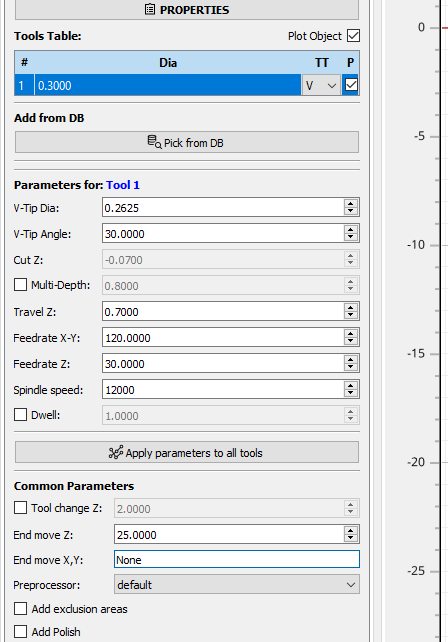 PROPERTIES
Tools Table: Plot Object
# Dia TT P
1 0.3000 V
Add from DB
Pick from DB
Parameters for: Tool 1
V-Tip Dia: 0.2625
V-Tip Angle: 30.0000
Cut Z: -0.0700
Multi-Depth: 0.8000
Travel Z: 0.7000
Feedrate X-Y: 120.0000
Feedrate Z: 30.0000
Spindle speed: 12000
Dwell: 1.0000
Apply parameters to all tools
Common Parameters
Tool change Z: 2.0000
End move Z: 25.0000
End move X,Y: None
Preprocessor: default
Add exclusion areas
Add Polish
0
-5
-10
-15
-20
-25